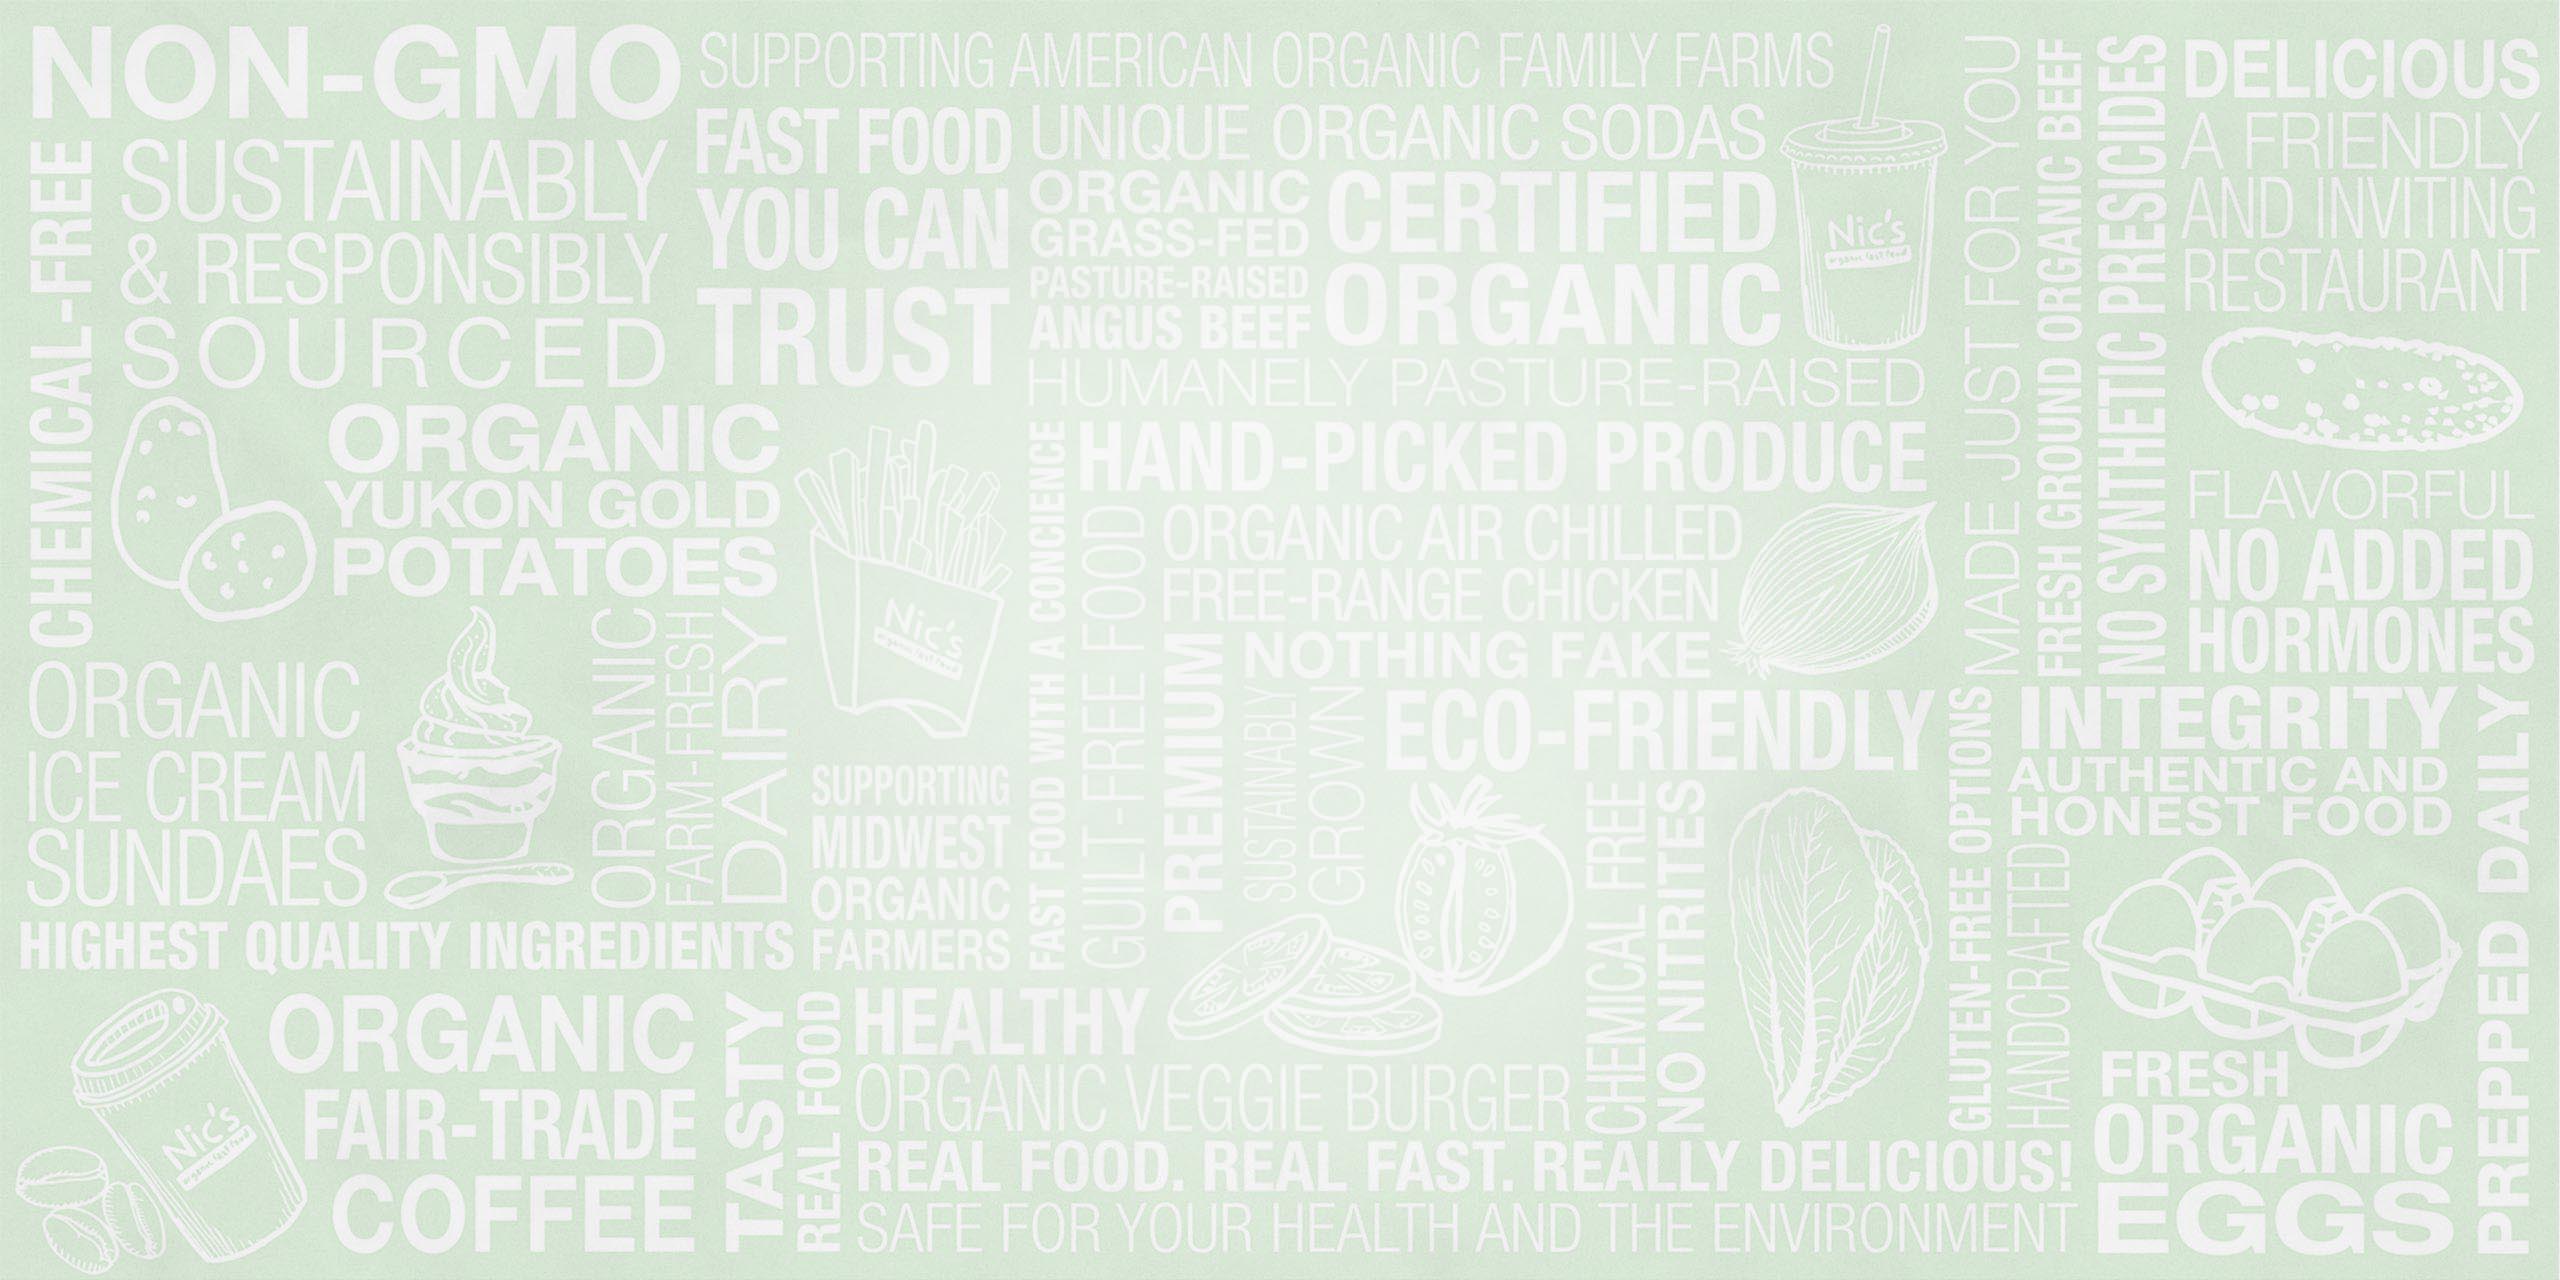 NON-GMO
SUPPORTING AMERICAN ORGANIC FAMILY FARMS
CHEMICAL-FREE
SUSTAINABLY
& RESPONSIBLY
SOURCED
FAST FOOD
YOU CAN
TRUST
UNIQUE ORGANIC SODAS
ORGANIC
GRASS-FED
PASTURE-RAISED
ANGUS BEEF
CERTIFIED
ORGANIC
HUMANELY PASTURE-RAISED
Nic's
organic fast food
MADE JUST FOR YOU
FRESH GROUND ORGANIC BEEF
NO SYNTHETIC PRESICIDES
DELICIOUS
A FRIENDLY
AND INVITING
RESTAURANT
FLAVORFUL
NO ADDED
HORMONES
ORGANIC
YUKON GOLD
POTATOES
Nic's
organic fast food
FAST FOOD WITH A CONCIENCE
GUILT-FREE FOOD
HAND-PICKED PRODUCE
ORGANIC AIR CHILLED
FREE-RANGE CHICKEN
NOTHING FAKE
PREMIUM
SUSTAINABLY
GROWN
ECO-FRIENDLY
ORGANIC
ICE CREAM
SUNDAES
ORGANIC
FARM-FRESH
DAIRY
SUPPORTING
MIDWEST
ORGANIC
FARMERS
HIGHEST QUALITY INGREDIENTS
CHEMICAL FREE
NO NITRITES
GLUTEN-FREE OPTIONS
HANDCRAFTED
INTEGRITY
AUTHENTIC AND
HONEST FOOD
PREPPED DAILY
Nic's
organic fast food
ORGANIC
FAIR-TRADE
COFFEE
TASTY
REAL FOOD
HEALTHY
ORGANIC VEGGIE BURGER
REAL FOOD. REAL FAST. REALLY DELICIOUS!
SAFE FOR YOUR HEALTH AND THE ENVIRONMENT
FRESH
ORGANIC
EGGS